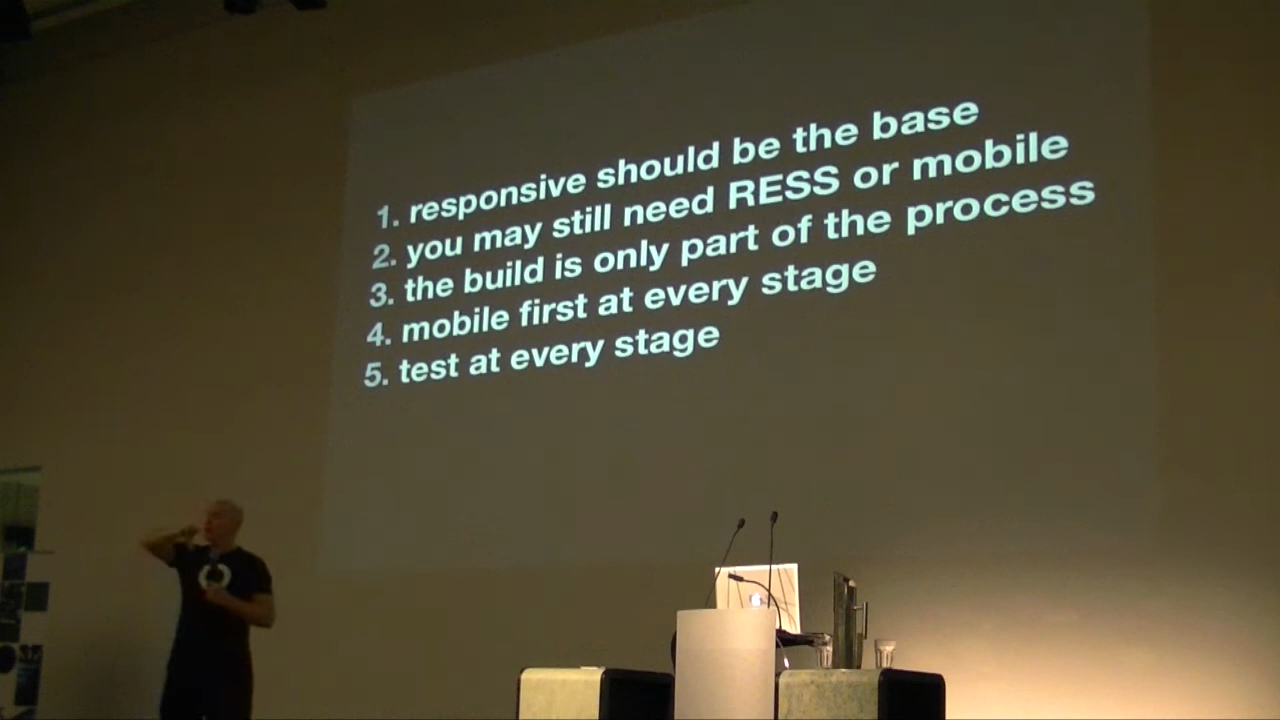 1. responsive should be the base
2. you may still need RESS or mobile
3. the build is only part of the process
4. mobile first at every stage
5. test at every stage